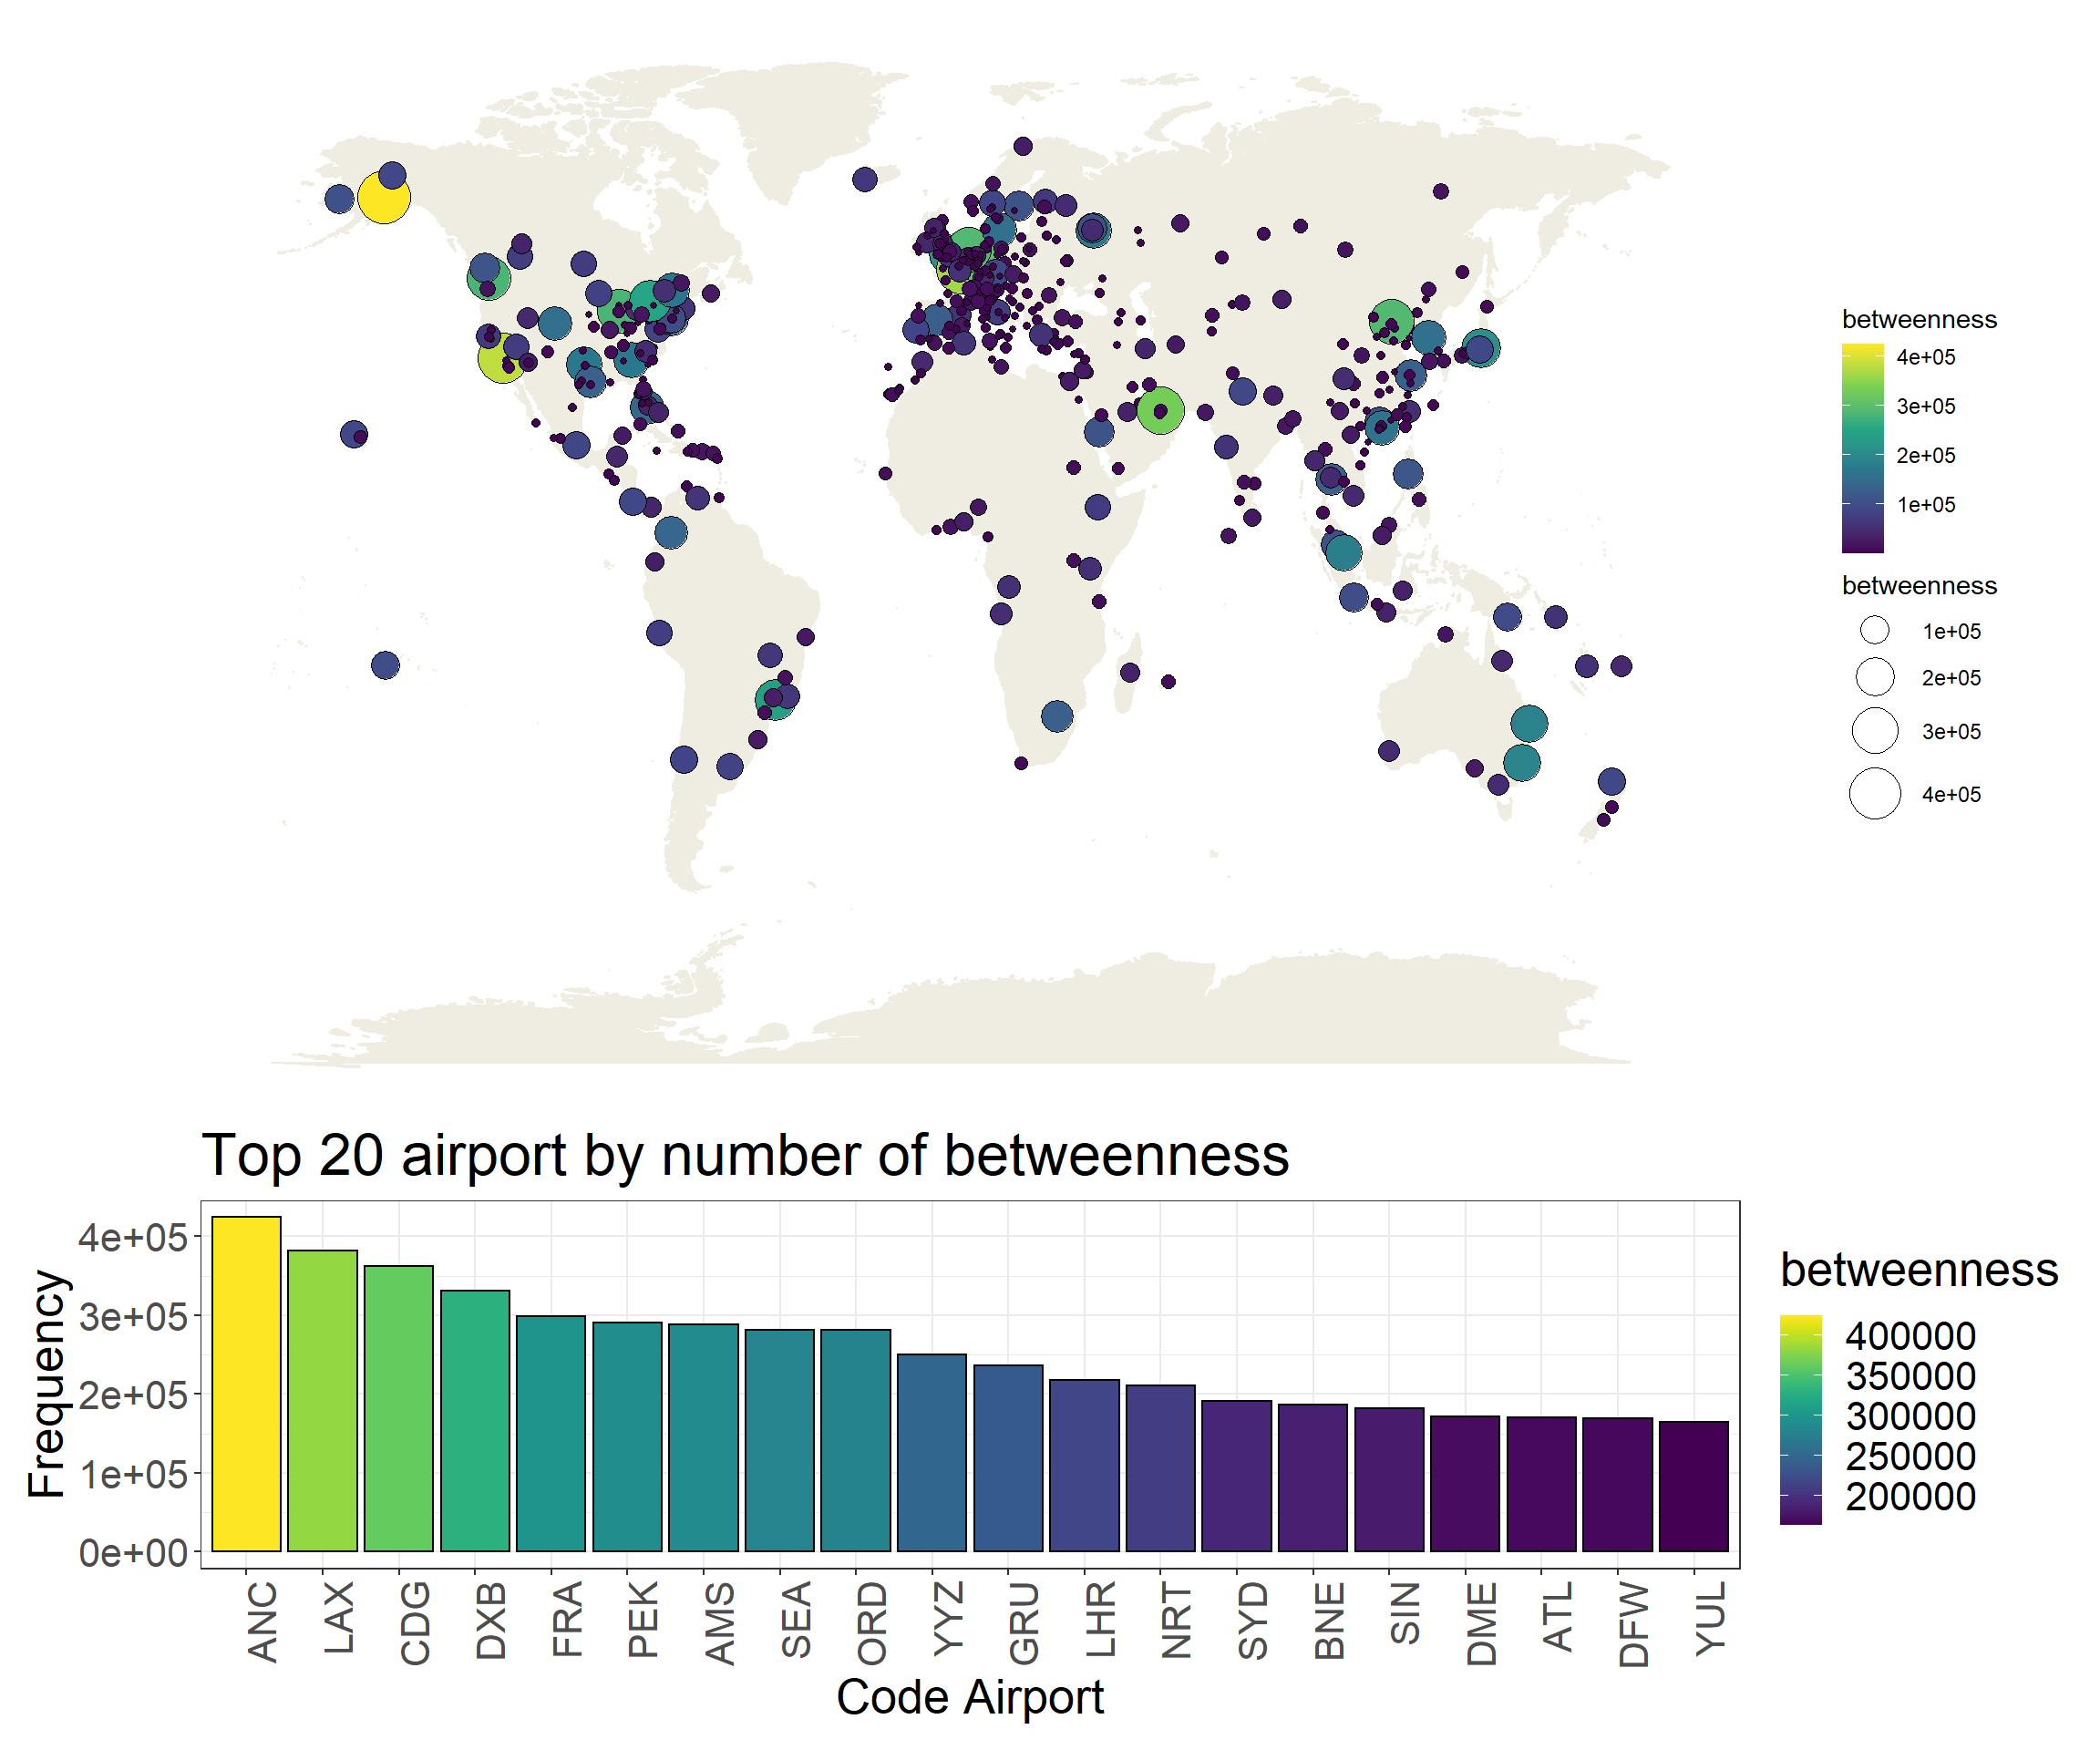 betweenness
4e+05
3e+05
2e+05
1e+05
betweenness
1e+05
2e+05
3e+05
4e+05
Top 20 airport by number of betweenness
Frequency
4e+05
3e+05
2e+05
1e+05
0e+00
ANC LAX CDG DXB FRA PEK AMS SEA ORD YYZ GRU LHR NRT SYD BNE SIN DME ATL DFW YUL
Code Airport
betweenness
400000
350000
300000
250000
200000